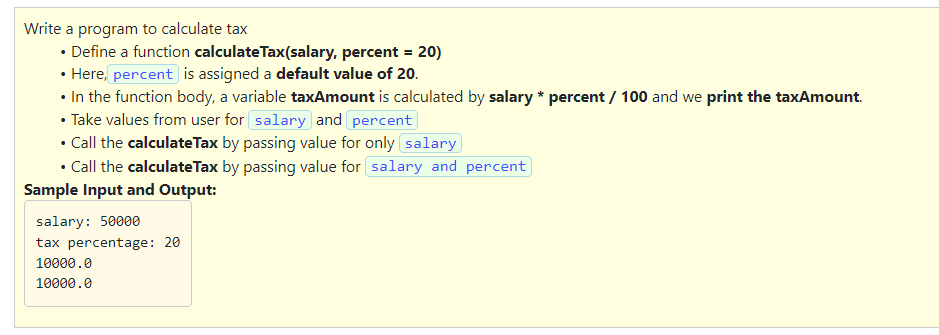 Write a program to calculate tax
• Define a function calculateTax(salary, percent = 20)
• Here, percent is assigned a default value of 20.
• In the function body, a variable taxAmount is calculated by salary * percent / 100 and we print the taxAmount.
• Take values from user for salary and percent
• Call the calculateTax by passing value for only salary
• Call the calculateTax by passing value for salary and percent
Sample Input and Output:
salary: 50000
tax percentage: 20
10000.0
10000.0